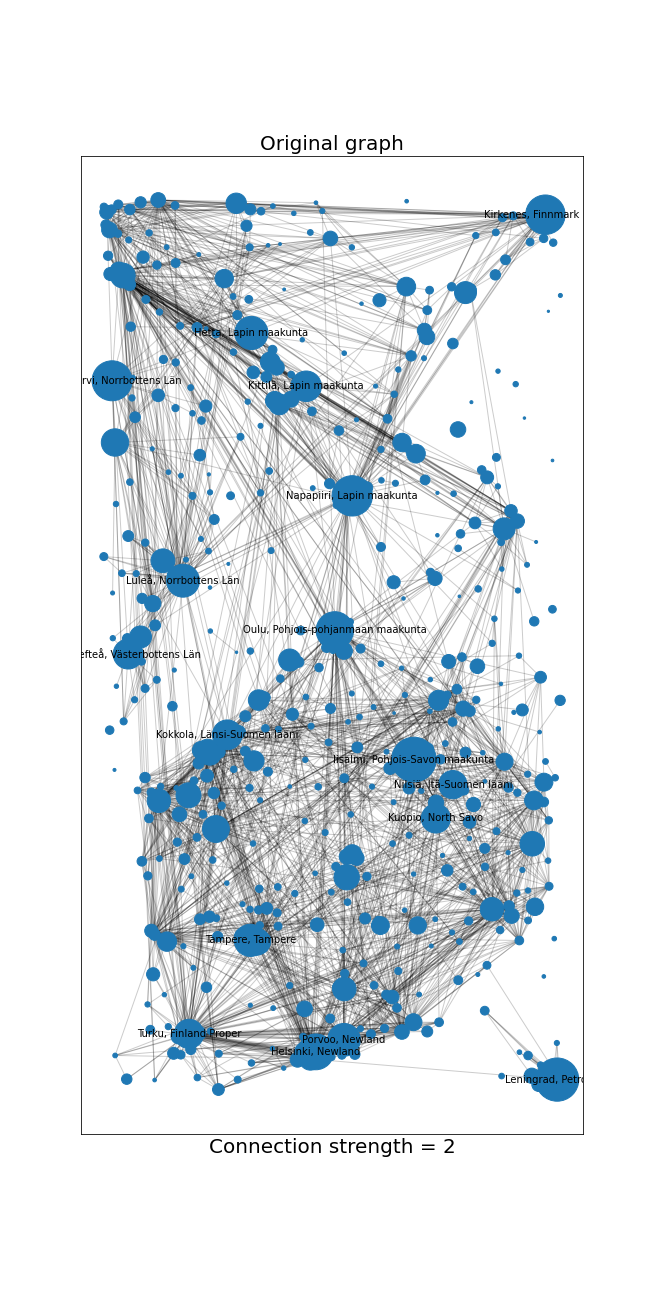 Original graph
Kirkenes, Finnmark
Hetta, Lapin maakunta
rvi, Norrbottens Län
Kittilä, Lapin maakunta
Napapiiri, Lapin maakunta
Luleå, Norrbottens Län
Oulu, Pohjois-pohjanmaan maakunta
efteå, Västerbottens Län
Kokkola, Länsi-Suomen lääni
Iisalmi, Pohjois-Savon maakunta
Nilsiä, Itä-Suomen lääni
Kuopio, North Savo
Tampere, Tampere
Turku, Finland Proper
Porvoo, Newland
Helsinki, Newland
Leningrad, Petro
Connection strength = 2